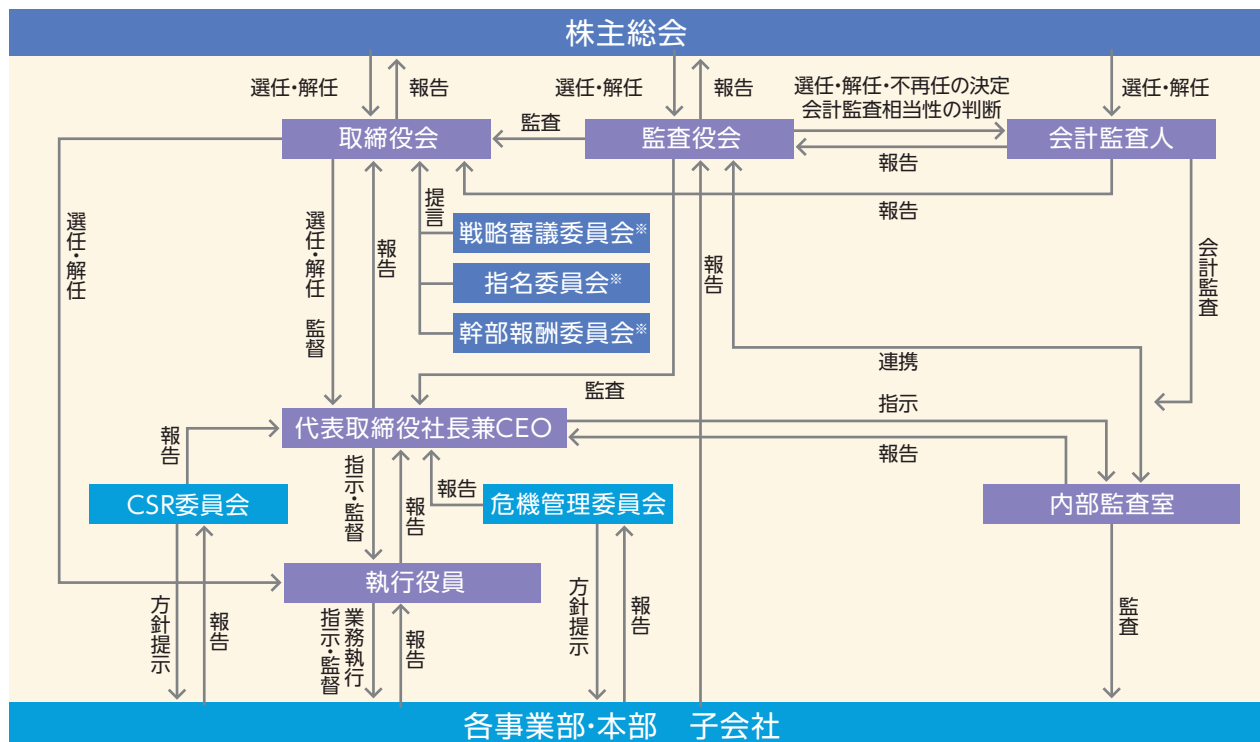 株主総会
選任・解任
報告
選任・解任
報告
選任・解任・不再任の決定
会計監査相当性の判断
選任・解任
取締役会
監査
監査役会
報告
会計監査人
報告
選任・解任
選任・解任
監督
報告
提言
戦略審議委員会※
指名委員会※
幹部報酬委員会※
報告
会計監査
連携
監査
代表取締役社長兼CEO
指示
報告
報告
CSR委員会
指示・監督
報告
報告
危機管理委員会
内部監査室
執行役員
方針提示
報告
業務執行
指示・監督
報告
方針提示
報告
監査
各事業部・本部 子会社